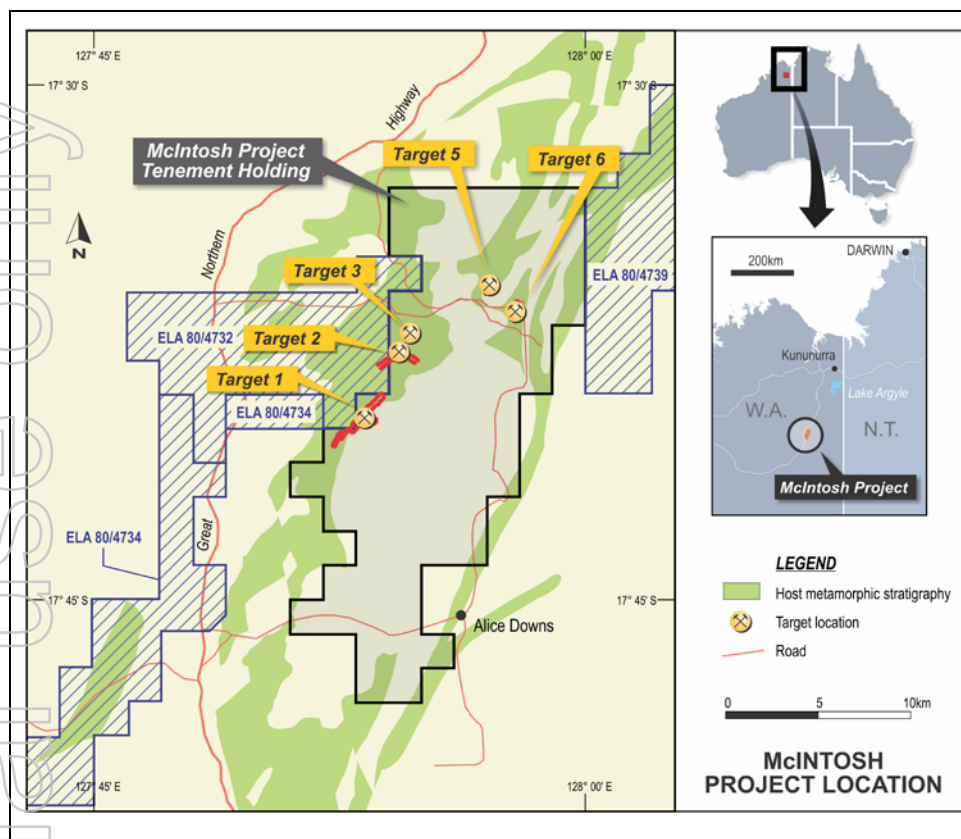 127° 45' E
128° 00' E
17° 30' S
17° 30' S
Highway
McIntosh Project
Tenement Holding
Target 5
Target 6
N
Northern
Target 3
ELA 80/4739
ELA 80/4732
Target 2
Target 1
ELA 80/4734
Great
ELA 80/4734
17° 45' S
17° 45' S
Alice Downs
127° 45' E
128° 00' E
200km
DARWIN
Kununurra
Lake Argyle
W.A.
N.T.
McIntosh Project
LEGEND
Host metamorphic stratigraphy
Target location
Road
0 5 10km
McINTOSH
PROJECT LOCATION